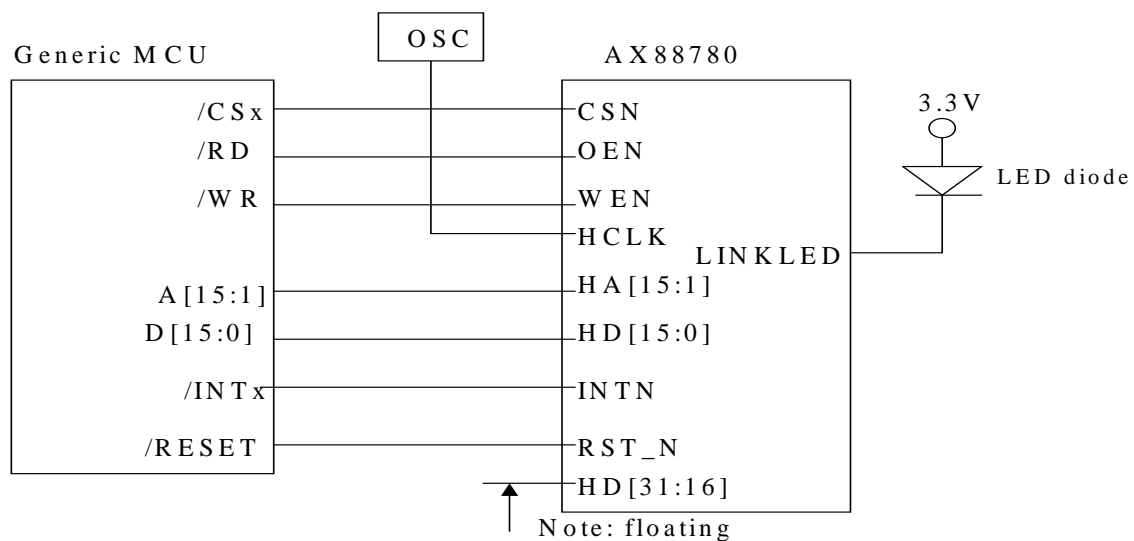 OSC
Generic MCU
AX88780
/CSx
CSN
3.3V
/RD
OEN
LED diode
/WR
WEN
HCLK
LINKLED
A[15:1]
HA[15:1]
D[15:0]
HD[15:0]
/INTx
INTN
/RESET
RST_N
HD[31:16]
Note: floating